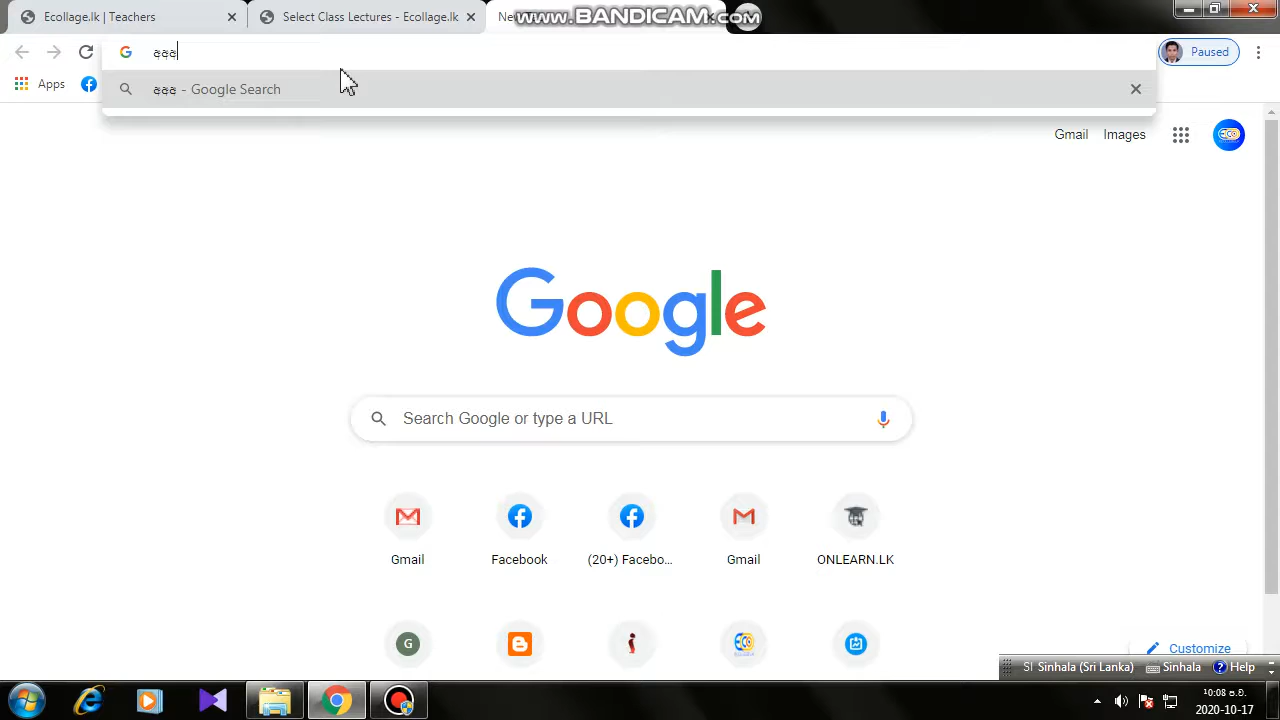 Ecollage.lk | Teachers
Series Class Lectures - Ecollage.lk
www.BANDICAM.com
Paused
Apps
අඅඅ - Google Search
Gmail
Images
Google
Search Google or type a URL
Gmail
Facebook
(20+) Facebo...
Gmail
ONLEARN.LK
G
Customize
SI Sinhala (Sri Lanka)
Sinhala
Help
2020-10-17